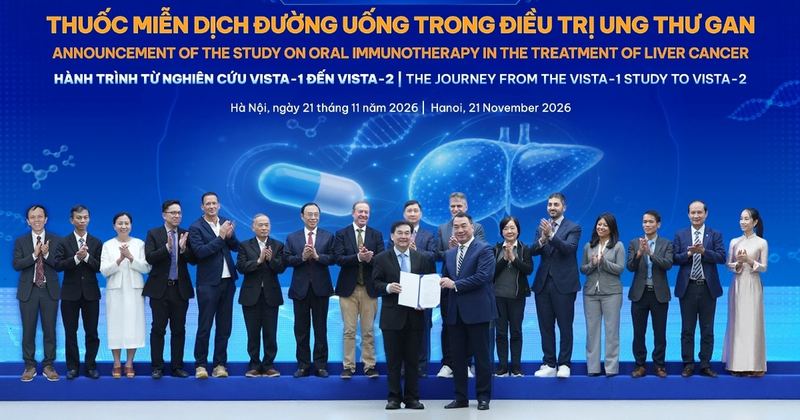 THUỐC MIỄN DỊCH ĐƯỜNG UỐNG TRONG ĐIỀU TRỊ UNG THƯ GAN
ANNOUNCEMENT OF THE STUDY ON ORAL IMMUNOTHERAPY IN THE TREATMENT OF LIVER CANCER
HÀNH TRÌNH TỪ NGHIÊN CỨU VISTA-1 ĐẾN VISTA-2 | THE JOURNEY FROM THE VISTA-1 STUDY TO VISTA-2
Hà Nội, ngày 21 tháng 11 năm 2026 | Hanoi, 21 November 2026